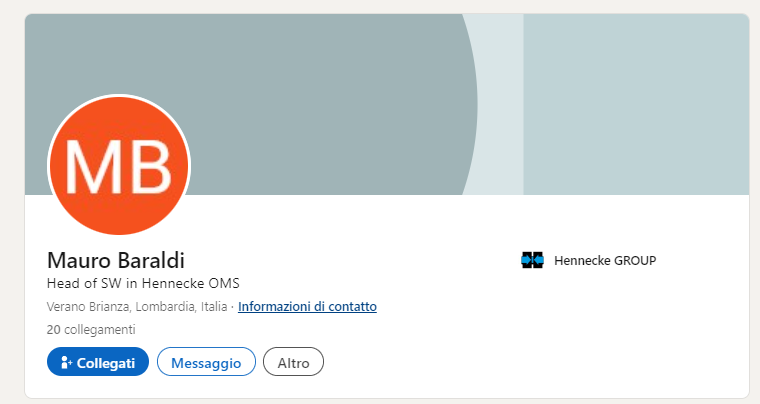 MB
Mauro Baraldi
Hennecke GROUP
Head of SW in Hennecke OMS
Verano Brianza, Lombardia, Italia · Informazioni di contatto
20 collegamenti
Collegati Messaggio Altro